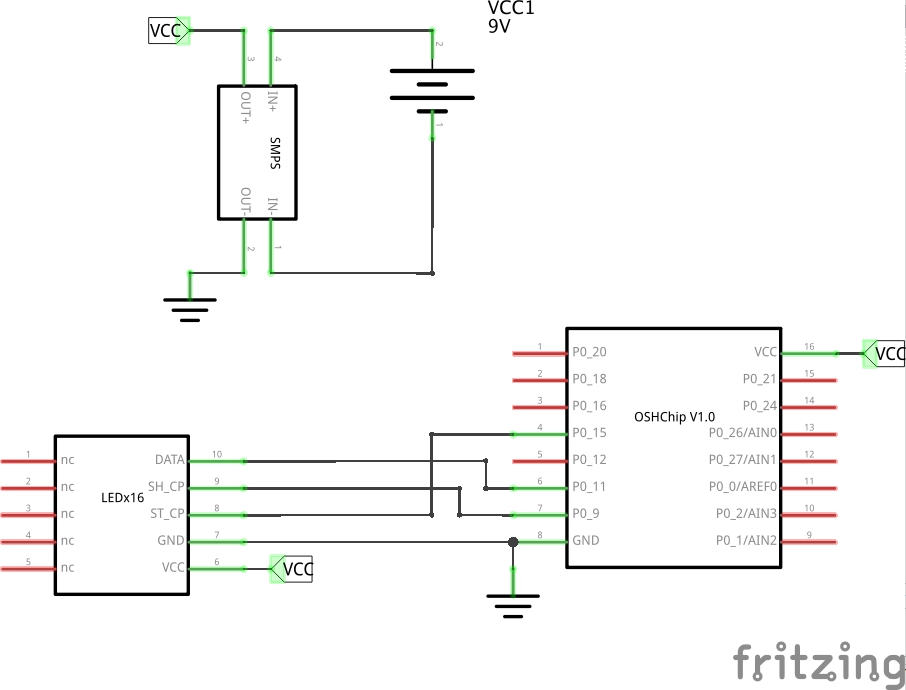 VCC1
9V
VCC
3
4
2
OUT+
IN+
1
SMPS
OUT-
IN-
2
1
1
P0_20
VCC
16
VCC
2
P0_18
P0_21
15
3
P0_16
P0_24
14
OSHChip V1.0
4
P0_15
P0_26/AIN0
13
1
nc
DATA
10
5
P0_12
P0_27/AIN1
12
2
nc
SH_CP
9
6
P0_11
P0_0/AREF0
11
LEDx16
3
nc
ST_CP
8
7
P0_9
P0_2/AIN3
10
4
nc
GND
7
8
GND
P0_1/AIN2
9
5
nc
VCC
6
VCC
fritzing